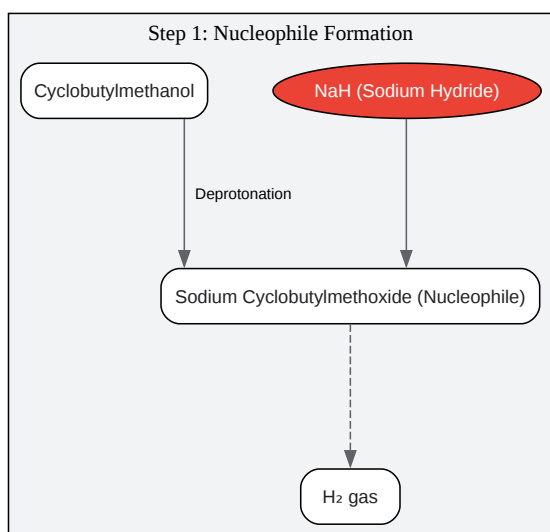 Step 1: Nucleophile Formation
Cyclobutylmethanol
NaH (Sodium Hydride)
Deprotonation
Sodium Cyclobutylmethoxide (Nucleophile)
H₂ gas